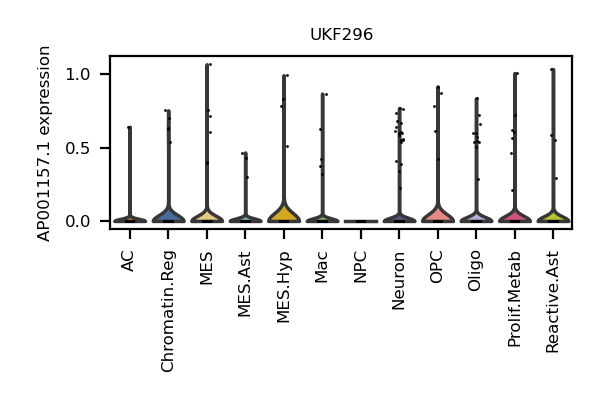 UKF296
AP001157.1 expression
1.0
0.5
0.0
AC
Chromatin.Reg
MES
MES.Ast
MES.Hyp
Mac
NPC
Neuron
OPC
Oligo
Prolif.Metab
Reactive.Ast